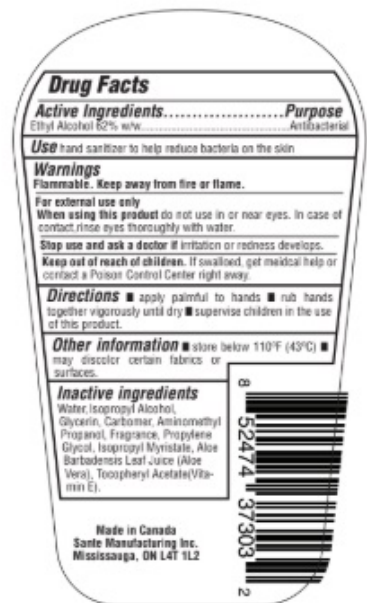 Drug Facts
Active Ingredients......................Purpose
Ethyl Alcohol 62% w/w..............................Antibacterial
Use hand sanitizer to help reduce bacteria on the skin
Warnings
Flammable. Keep away from fire or flame.
For external use only
When using this product do not use in or near eyes. In case of
contact,rinse eyes thoroughly with water.
Stop use and ask a doctor if irritation or redness develops.
Keep out of reach of children. If swallowed, get meidcal help or
contact a Poison Control Center right away.
Directions ■ apply palmful to hands ■ rub hands
together vigorously until dry ■ supervise children in the use
of this product.
Other information ■ store below 110°F (43°C) ■
may discolor certain fabrics or
surfaces.
Inactive ingredients
Water, Isopropyl Alcohol,
Glycerin, Carbomer, Aminomethyl
Propanol, Fragrance, Propylene
Glycol, Isopropyl Myristate, Aloe
Barbadensis Leaf Juice (Aloe
Vera), Tocopheryl Acetate(Vita-
min E).
Made in Canada
Sante Manufacturing Inc.
Mississauga, ON L4T 1L2
8 52474 37303 2